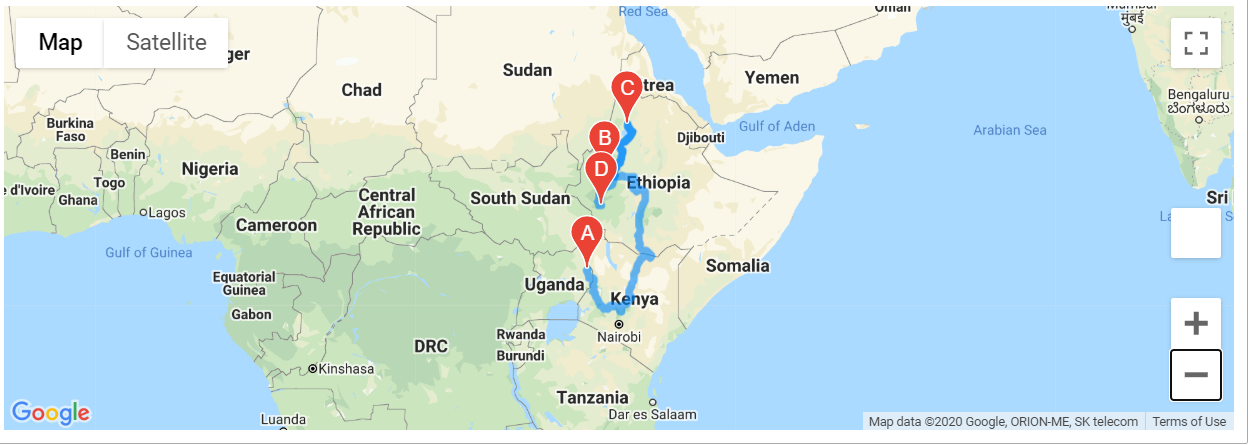 Red Sea
Oman
मुंबई
Map
Satellite
ger
Sudan
C
trea
Yemen
Chad
Bengaluru
ಬೆಂಗಳೂರು
Burkina
Faso
B
Djibouti
Gulf of Aden
Arabian Sea
Benin
Nigeria
D
Togo
Ethiopia
e d'Ivoire
Ghana
Central
African
Republic
South Sudan
Sri
Lagos
Cameroon
A
Gulf of Guinea
Somalia
Equatorial
Guinea
Uganda
Kenya
Gabon
Rwanda
Nairobi
DRC
Burundi
Kinshasa
Tanzania
Google
Dar es Salaam
Luanda
Map data ©2020 Google, ORION-ME, SK telecom
Terms of Use